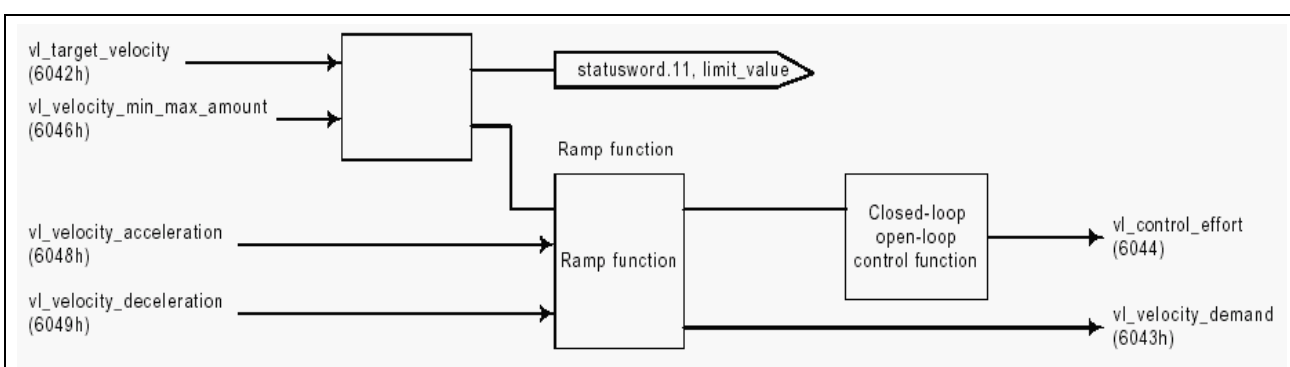 vl_target_velocity
(6042h)
vl_velocity_min_max_amount
(6046h)
statusword.11, limit_value
Ramp function
vl_velocity_acceleration
(6048h)
vl_velocity_deceleration
(6049h)
Ramp function
Closed-loop
open-loop
control function
vl_control_effort
(6044)
vl_velocity_demand
(6043h)